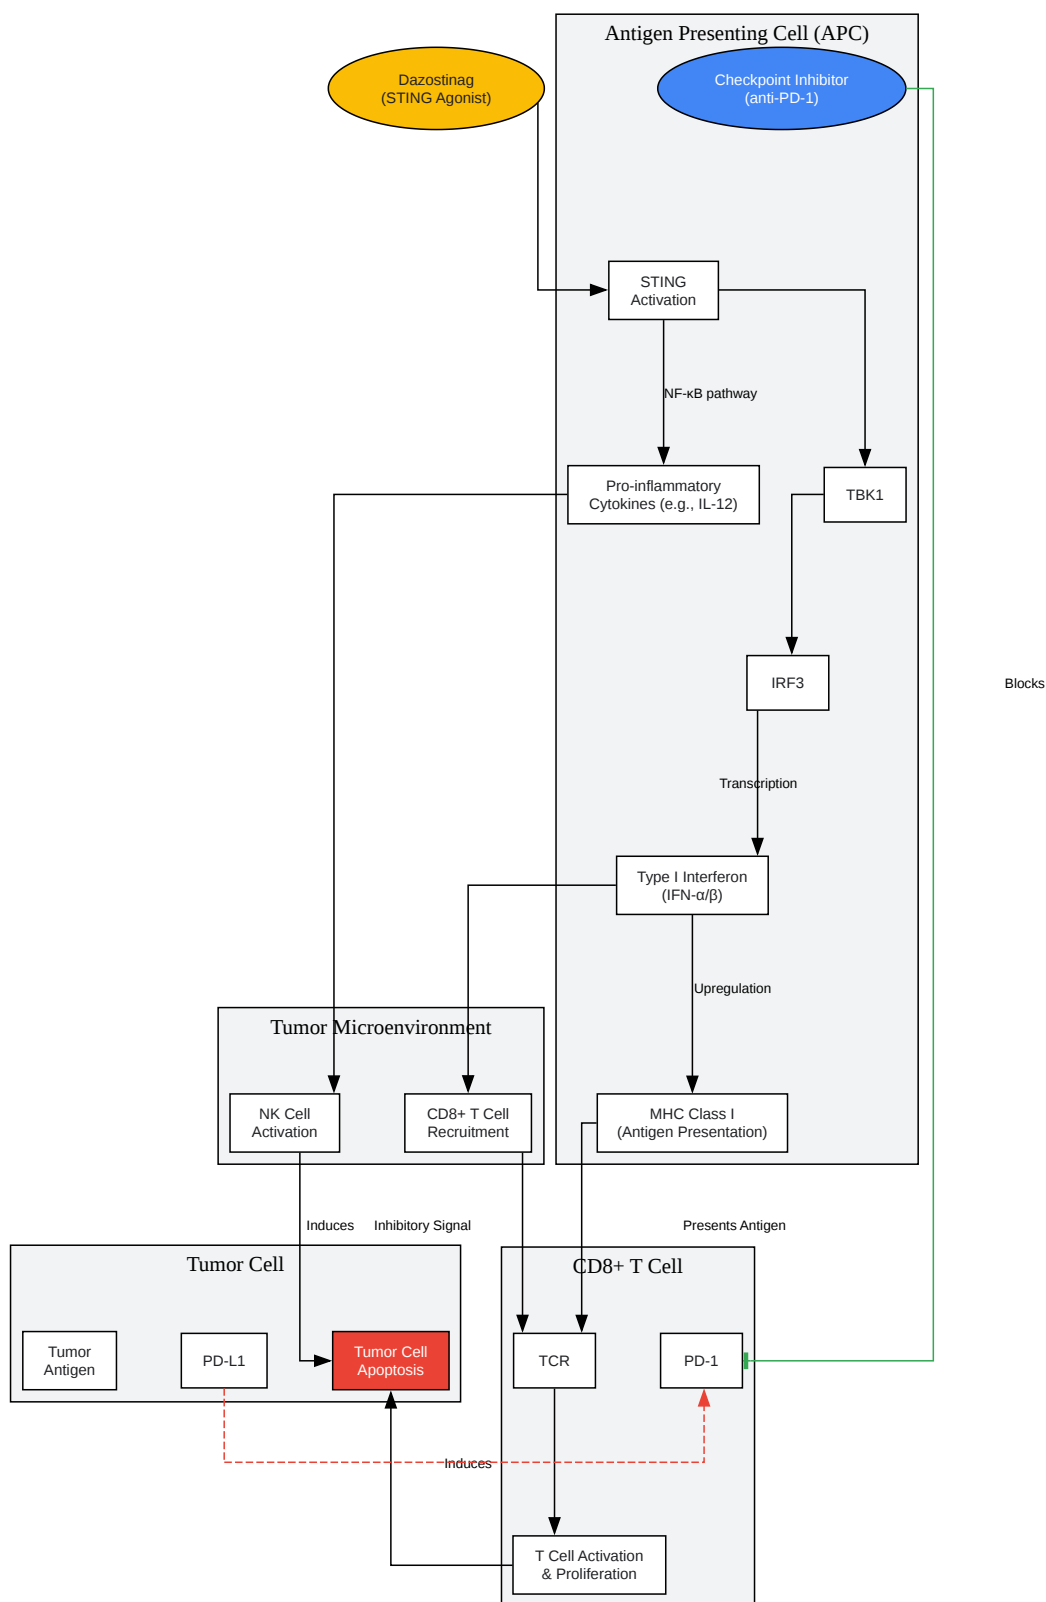 Antigen Presenting Cell (APC)
Dazostinag
(STING Agonist)
Checkpoint Inhibitor
(anti-PD-1)
STING
Activation
NF-κB pathway
Pro-inflammatory
Cytokines (e.g., IL-12)
TBK1
IRF3
Blocks
Transcription
Type I Interferon
(IFN-α/β)
Upregulation
Tumor Microenvironment
NK Cell
Activation
CD8+ T Cell
Recruitment
MHC Class I
(Antigen Presentation)
Induces
Inhibitory Signal
Presents Antigen
Tumor Cell
CD8+ T Cell
Tumor
Antigen
PD-L1
Tumor Cell
Apoptosis
TCR
PD-1
Induces
T Cell Activation
& Proliferation